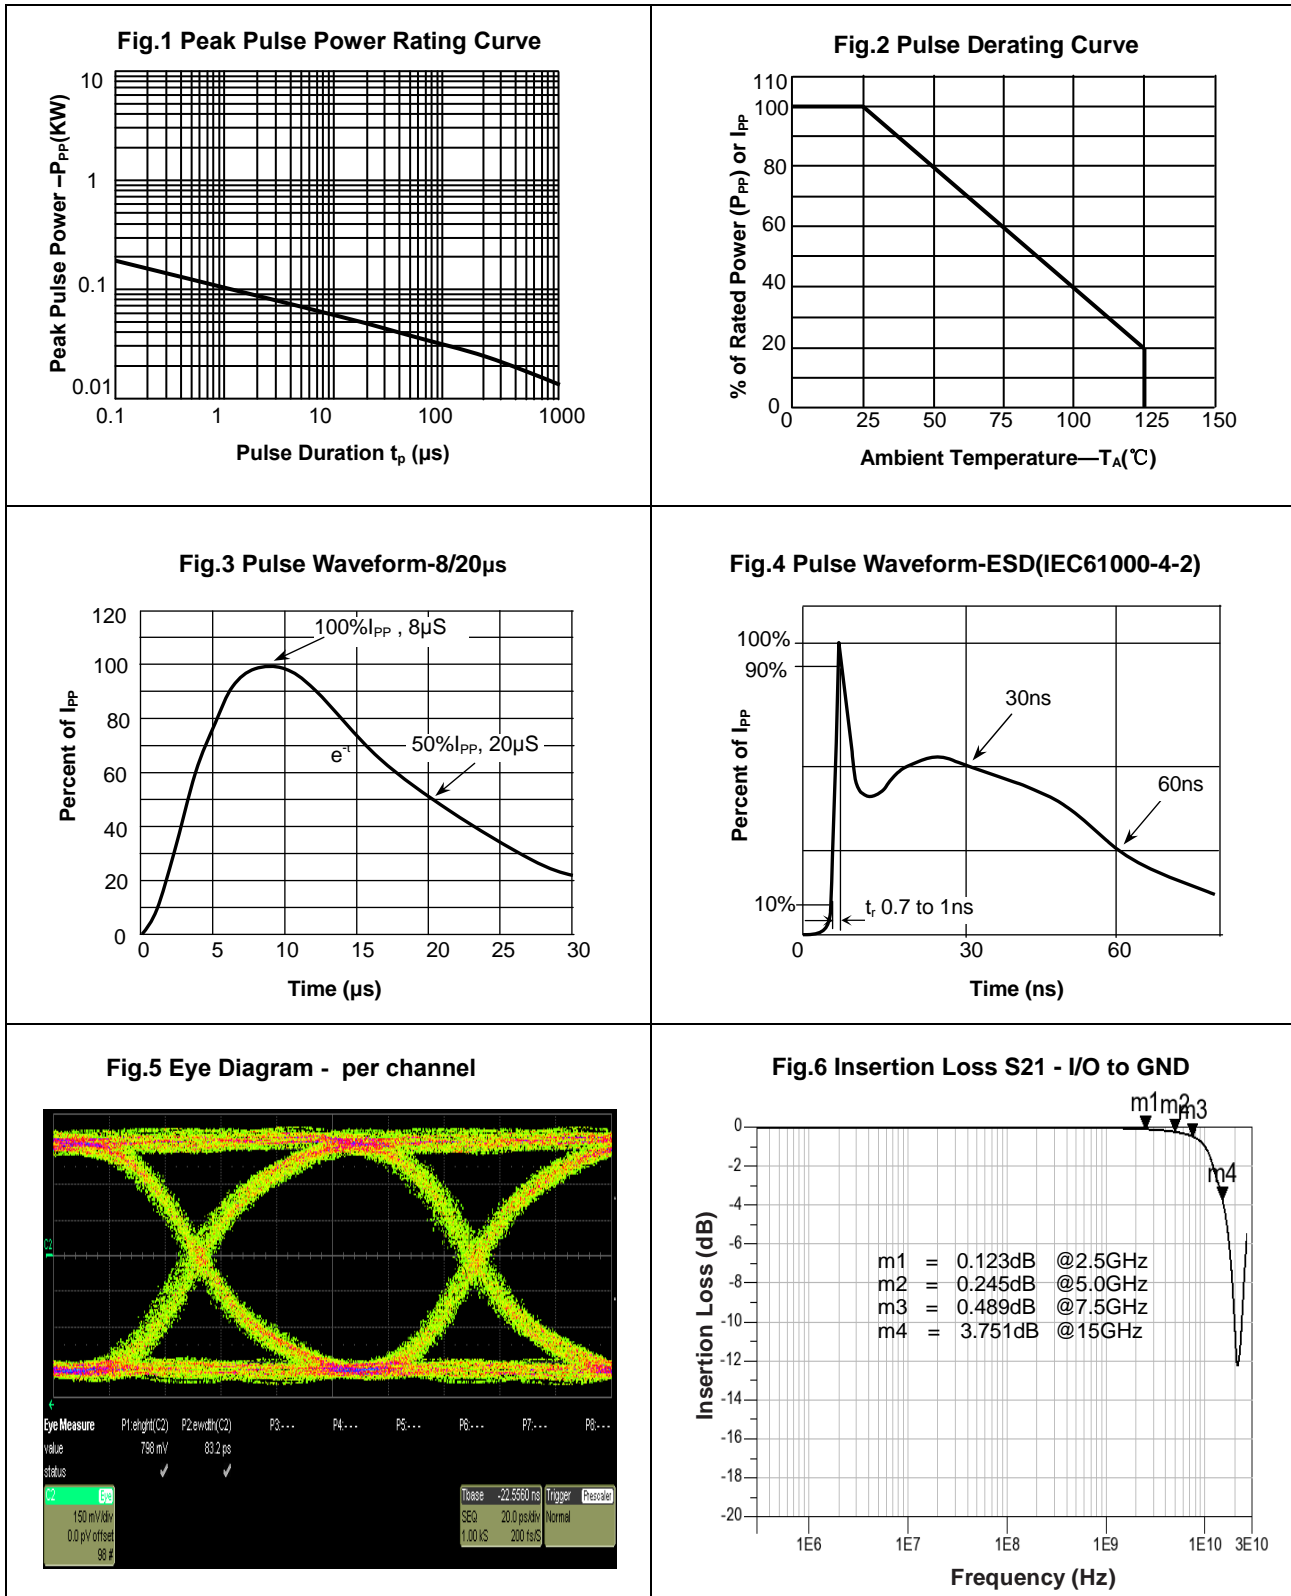 Fig.1 Peak Pulse Power Rating Curve
Peak Pulse Power –PPP(KW)
10
1
0.1
0.01
0.1 1 10 100 1000
Pulse Duration tp (µs)
Fig.2 Pulse Derating Curve
% of Rated Power (PPP) or IPP
110
100
80
60
40
20
0
0 25 50 75 100 125 150
Ambient Temperature—TA(℃)
Fig.3 Pulse Waveform-8/20µs
Percent of IPP
120
100
80
60
40
20
0
100%IPP , 8µS
e-t
50%IPP, 20µS
0 5 10 15 20 25 30
Time (µs)
Fig.4 Pulse Waveform-ESD(IEC61000-4-2)
Percent of IPP
100%
90%
10%
30ns
60ns
tr 0.7 to 1ns
0 30 60
Time (ns)
Fig.5 Eye Diagram - per channel
C2
Eye Measure P1:ehght(C2) P2:ewdth(C2) P3:- - - P4:- - - P5:- - - P6:- - - P7:- - - P8:- - -
value 798 mV 83.2 ps
status ✓ ✓
C2 Eye
150 mV/div
0.0 pV offset
98 #
Tbase -22.5560 ns
SEQ 20.0 ps/div
1.00 kS 200 fs/S
Trigger Prescaler
Normal
Fig.6 Insertion Loss S21 - I/O to GND
Insertion Loss (dB)
m1 m2 m3
m4
0
-2
-4
-6
-8
-10
-12
-14
-16
-18
-20
m1 = 0.123dB @2.5GHz
m2 = 0.245dB @5.0GHz
m3 = 0.489dB @7.5GHz
m4 = 3.751dB @15GHz
1E6 1E7 1E8 1E9 1E10 3E10
Frequency (Hz)